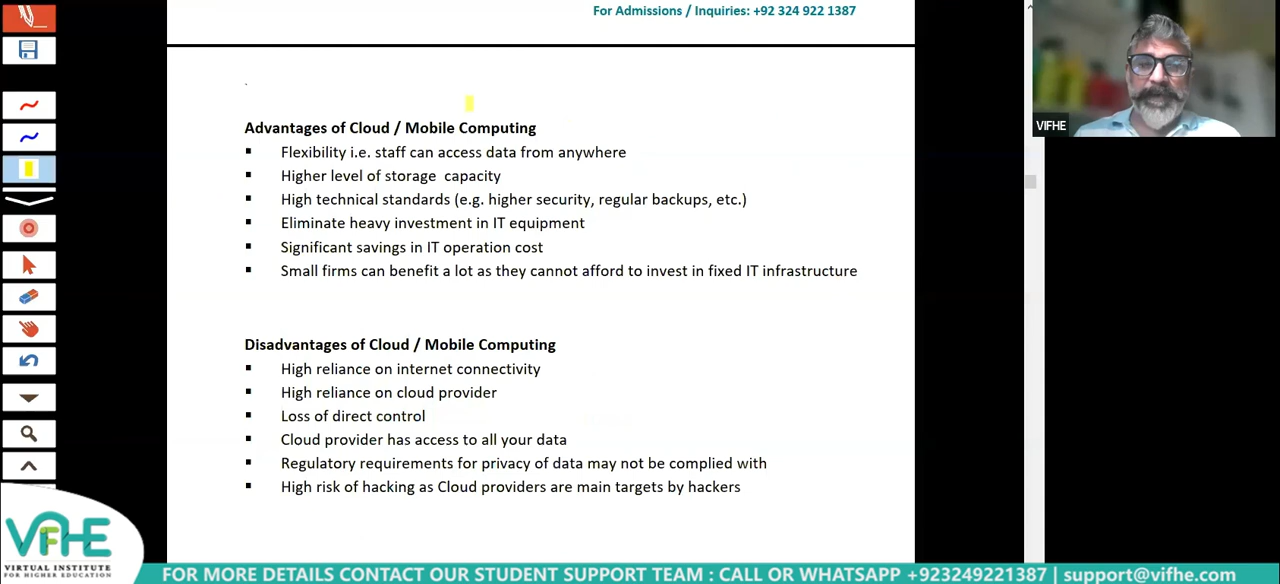 For Admissions / Inquiries: +92 324 922 1387
VIFHE
Advantages of Cloud / Mobile Computing
▪ Flexibility i.e. staff can access data from anywhere
▪ Higher level of storage capacity
▪ High technical standards (e.g. higher security, regular backups, etc.)
▪ Eliminate heavy investment in IT equipment
▪ Significant savings in IT operation cost
▪ Small firms can benefit a lot as they cannot afford to invest in fixed IT infrastructure
Disadvantages of Cloud / Mobile Computing
▪ High reliance on internet connectivity
▪ High reliance on cloud provider
▪ Loss of direct control
▪ Cloud provider has access to all your data
▪ Regulatory requirements for privacy of data may not be complied with
▪ High risk of hacking as Cloud providers are main targets by hackers
VIFHE
VIRTUAL INSTITUTE
FOR HIGHER EDUCATION
FOR MORE DETAILS CONTACT OUR STUDENT SUPPORT TEAM : CALL OR WHATSAPP +923249221387 | support@vifhe.com